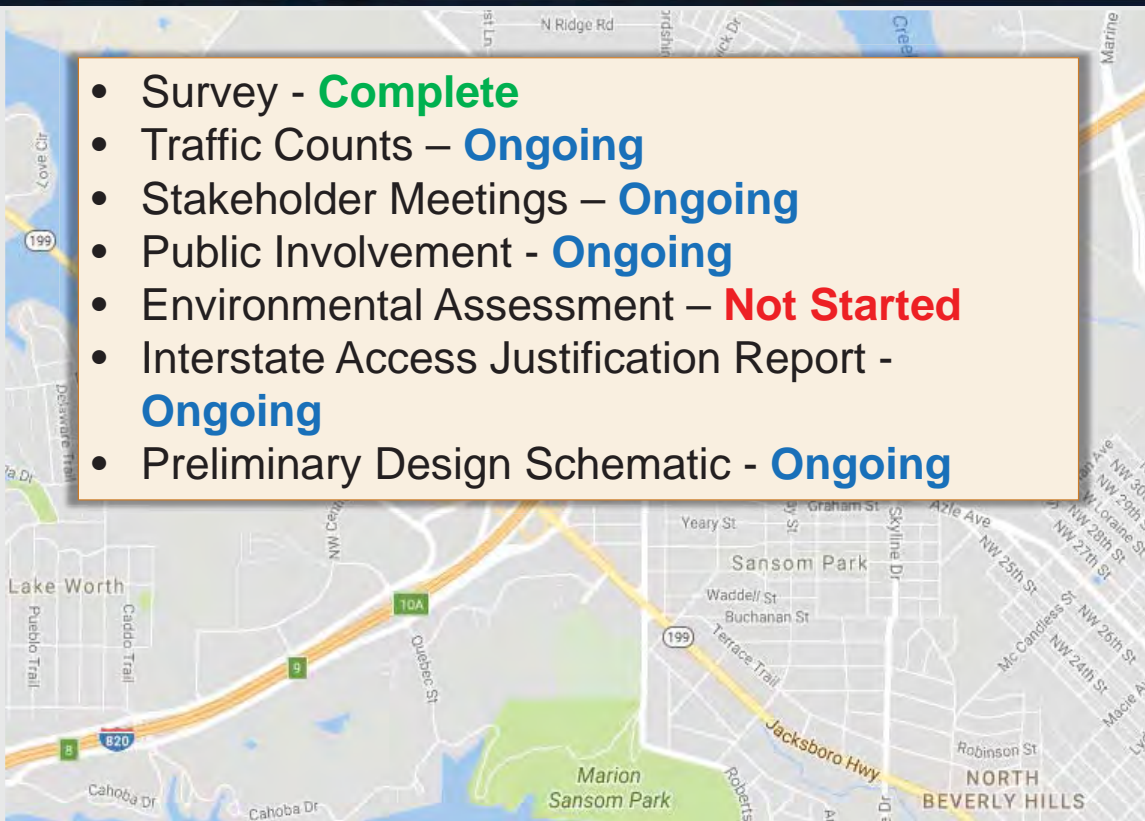 N Ridge Rd
Marine
Love Cir
• Survey - Complete
• Traffic Counts – Ongoing
• Stakeholder Meetings – Ongoing
• Public Involvement - Ongoing
• Environmental Assessment – Not Started
• Interstate Access Justification Report -
Ongoing
• Preliminary Design Schematic - Ongoing
199
Delaware Trail
Graham St
Azle Ave
Yeary St
Skyline Dr
NW 29th
NW 28th St
NW 27th St
NW 25th St
NW 26th St
NW 24th St
W Loraine St
Mc Candless St
Sansom Park
Lake Worth
Waddell St
Buchanan St
Pueblo Trail
Caddo Trail
10A
199
Terrace Trail
Quebec St
9
8
820
Jacksboro Hwy
Robinson St
Marion
Sansom Park
NORTH
BEVERLY HILLS
Cahoba Dr
Cahoba Dr